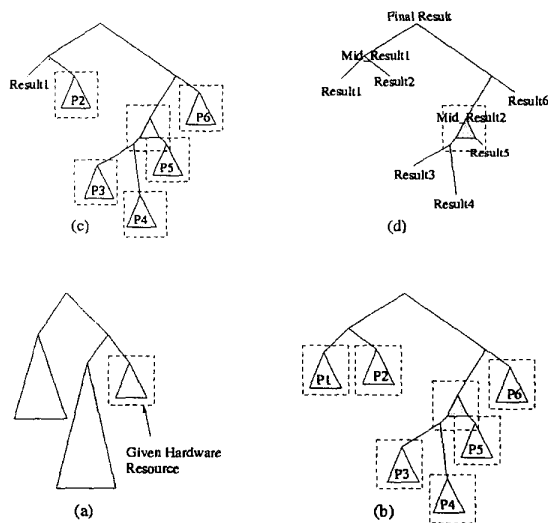 Final Result
Mid_Result1
Result1
Result2
Result6
Mid_Result2
Result5
Result3
Result4
(d)
Result1
P2
P6
P5
P3
P4
(c)
Given Hardware
Resource
(a)
P1
P2
P6
P5
P3
P4
(b)